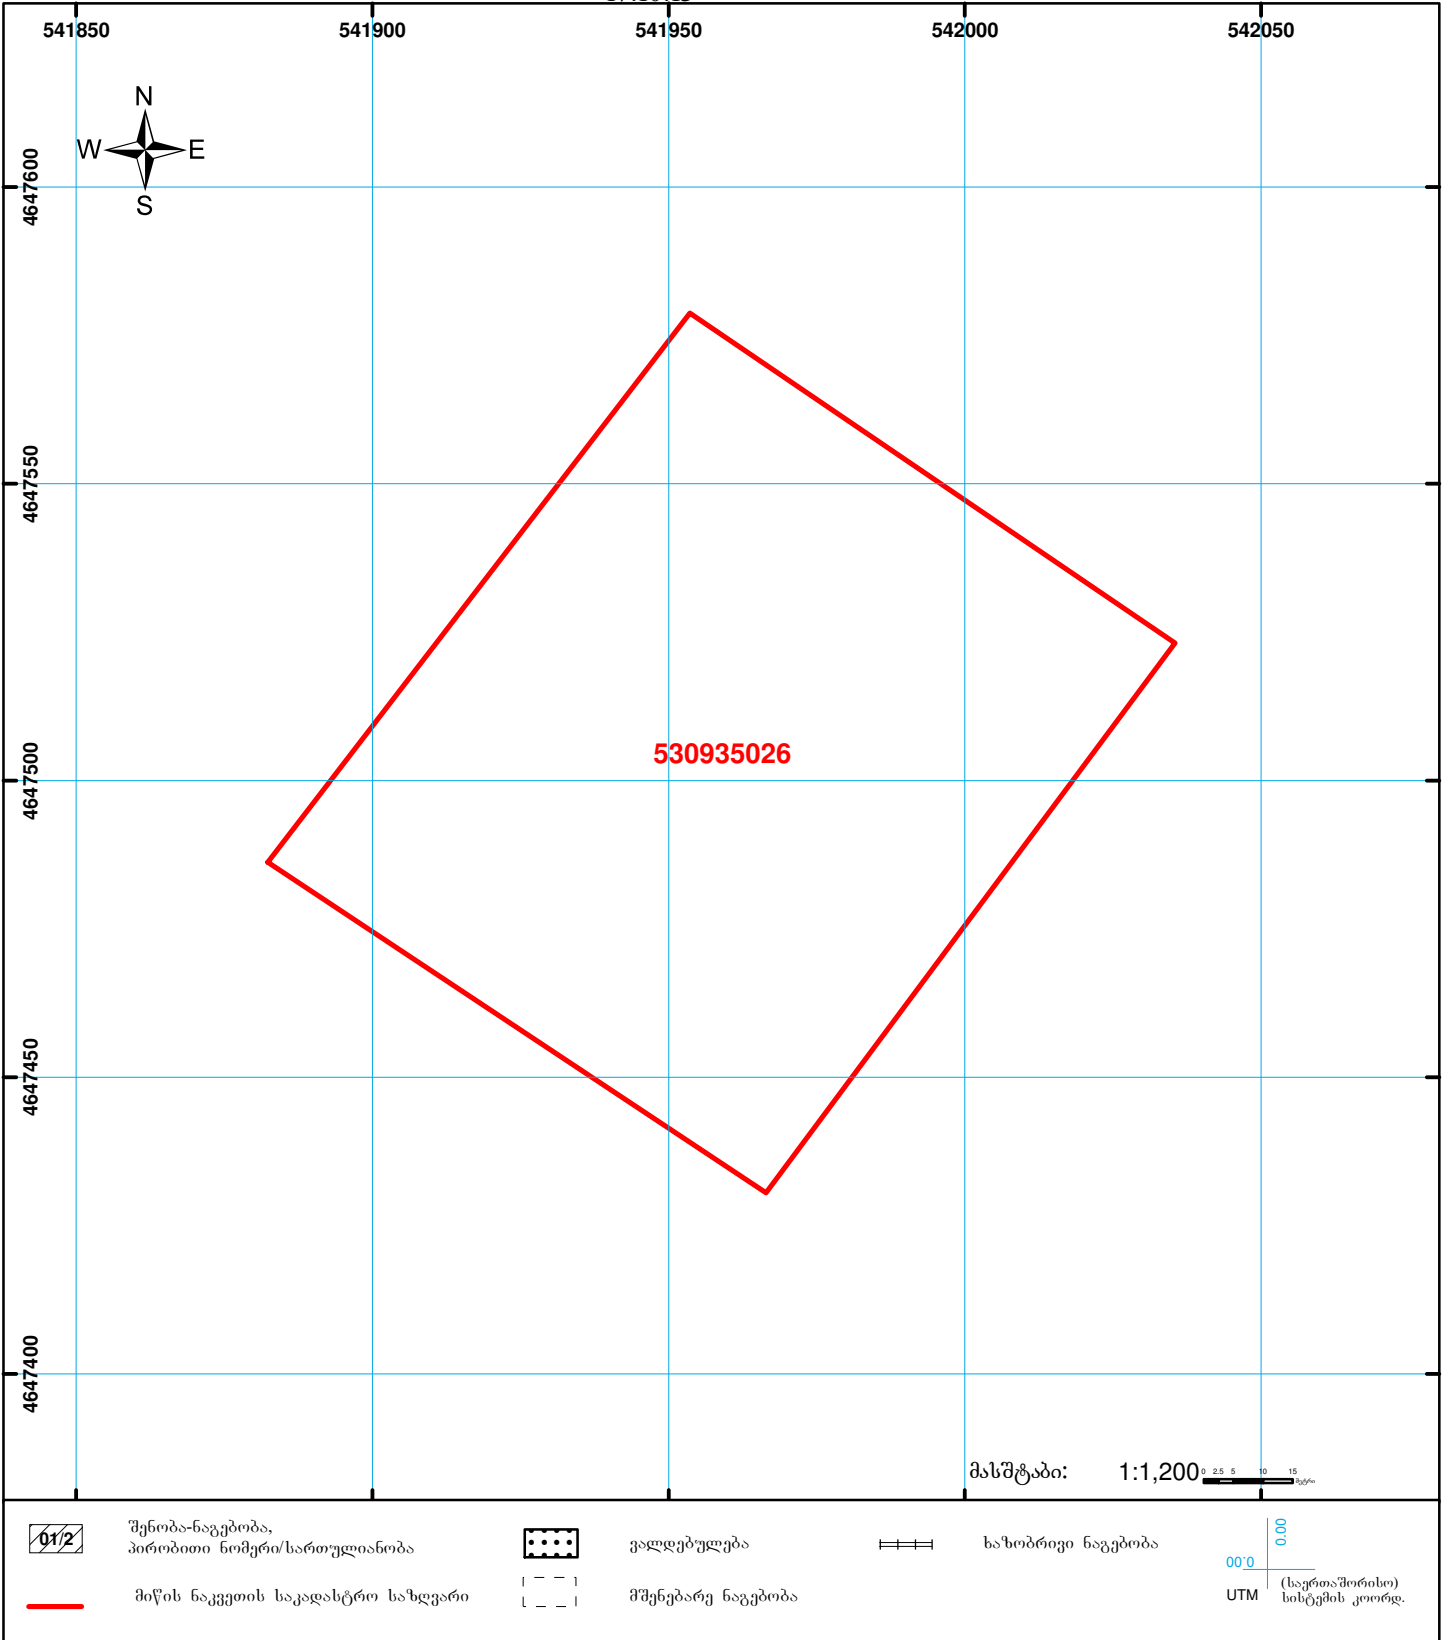 541850 541900 541950 542000 542050
N
W E
S
4647600
4647550
4647500
4647450
4647400
530935026
მასშტაბი: 1:1,200
0 2.5 5 10 15
მეტრი
01/2
შენობა-ნაგებობა,
პირობითი ნომერი/სართულიანობა
ვალდებულება
ხაზობრივი ნაგებობა
მიწის ნაკვეთის საკადასტრო საზღვარი
მშენებარე ნაგებობა
0.00
00.0
UTM
(საერთაშორისო)
სისტემის კოორდ.